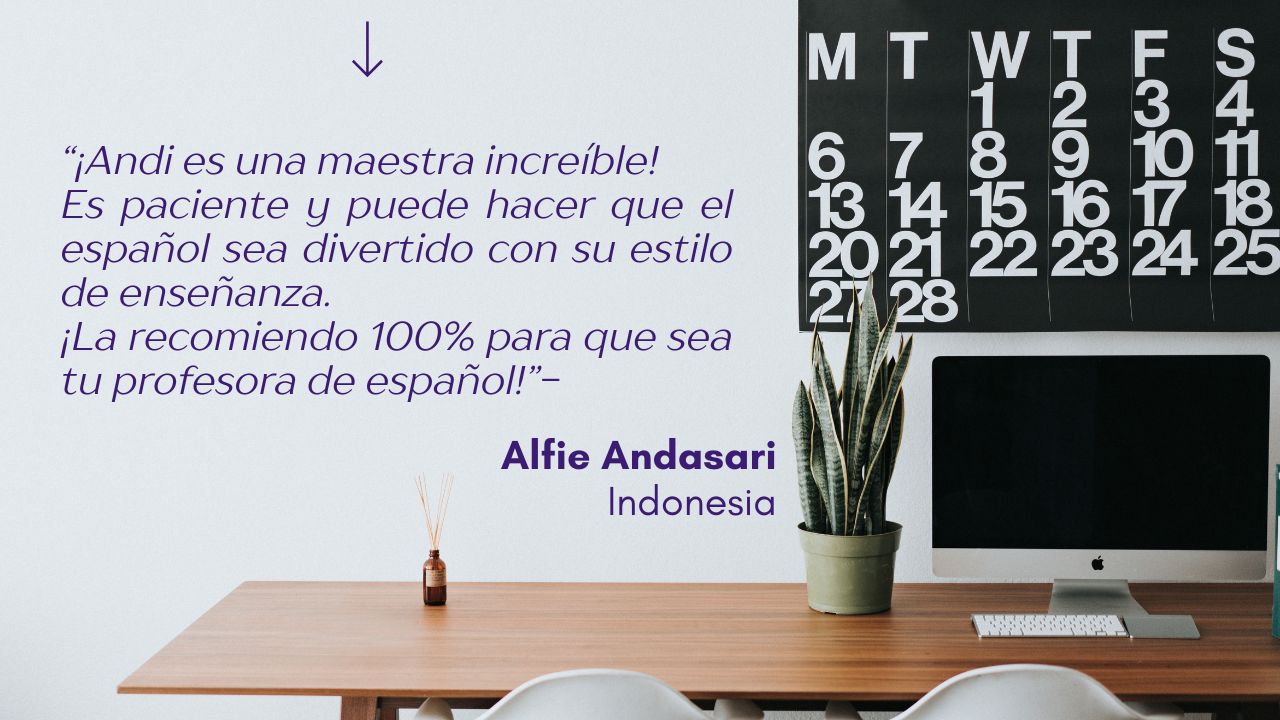 “¡Andi es una maestra increíble!
Es paciente y puede hacer que el
español sea divertido con su estilo
de enseñanza.
¡La recomiendo 100% para que sea
tu profesora de español!”–
Alfie Andasari
Indonesia
M T W T F S
1 2 3 4
6 7 8 9 10 11
13 14 15 16 17 18
20 21 22 23 24 25
27 28